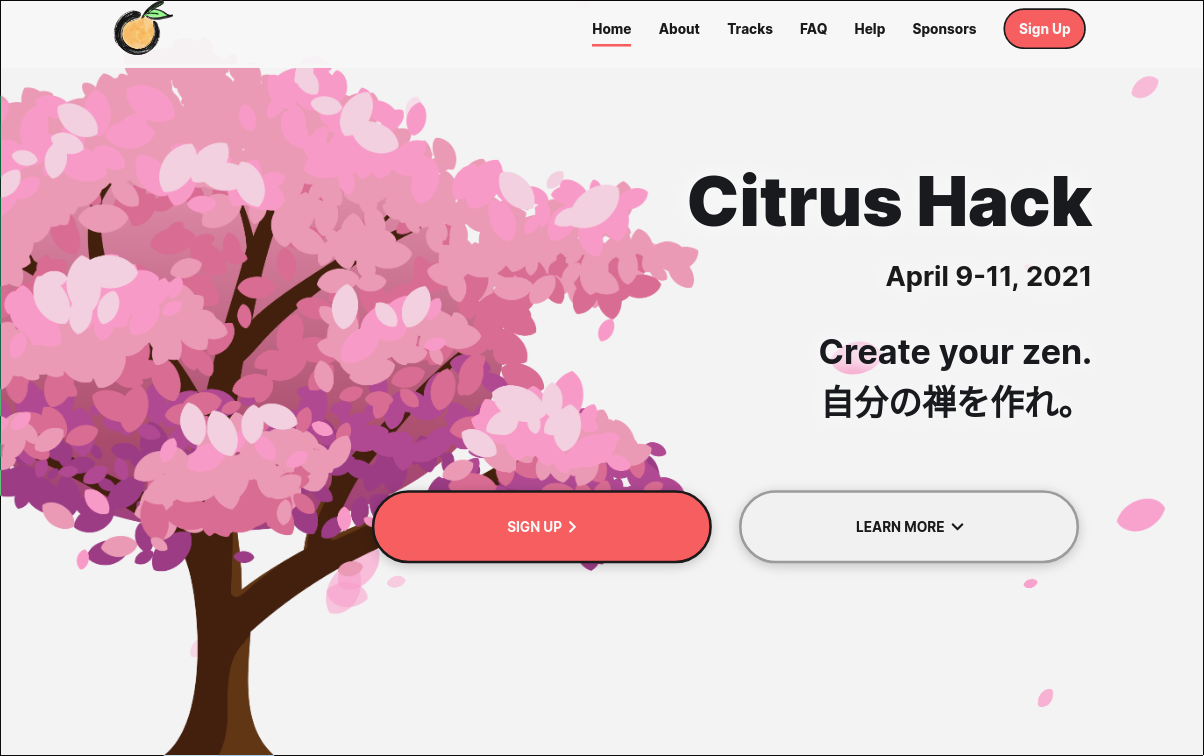 Home About Tracks FAQ Help Sponsors Sign Up
Citrus Hack
April 9-11, 2021
Create your zen.
自分の禅を作れ。
SIGN UP
LEARN MORE